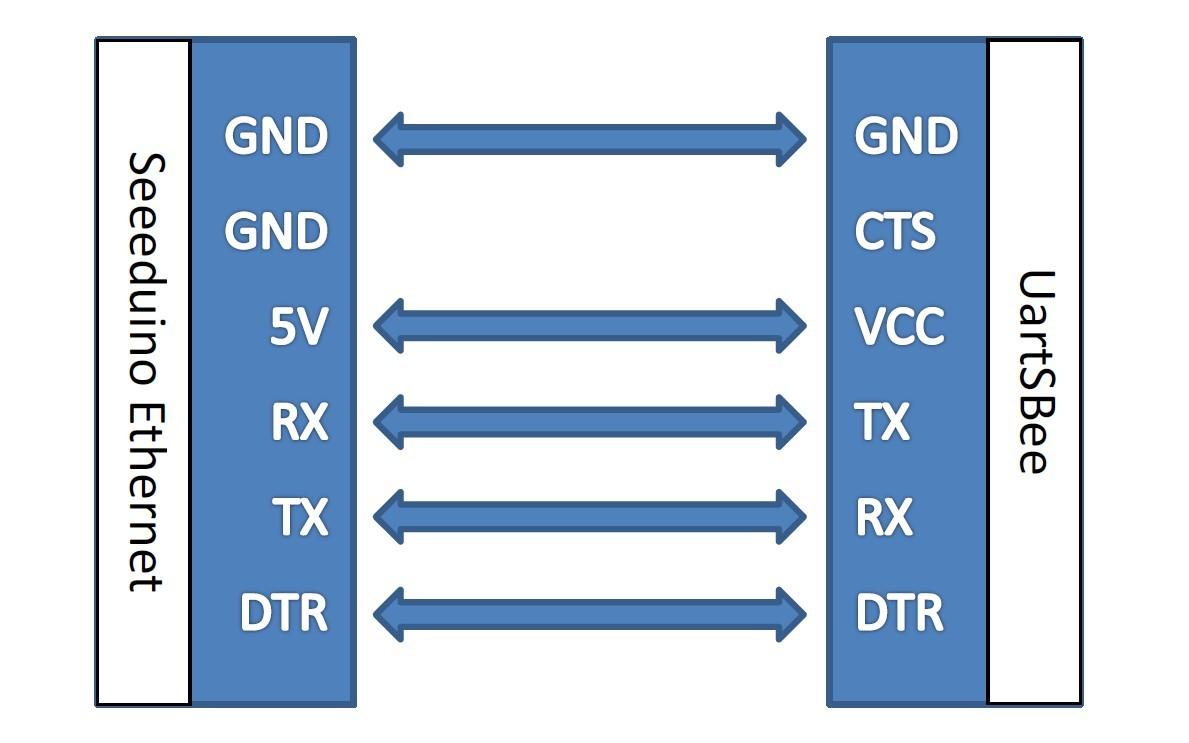 Seeeduino Ethernet
GND
GND
5V
RX
TX
DTR
GND
CTS
VCC
TX
RX
DTR
UartSBee